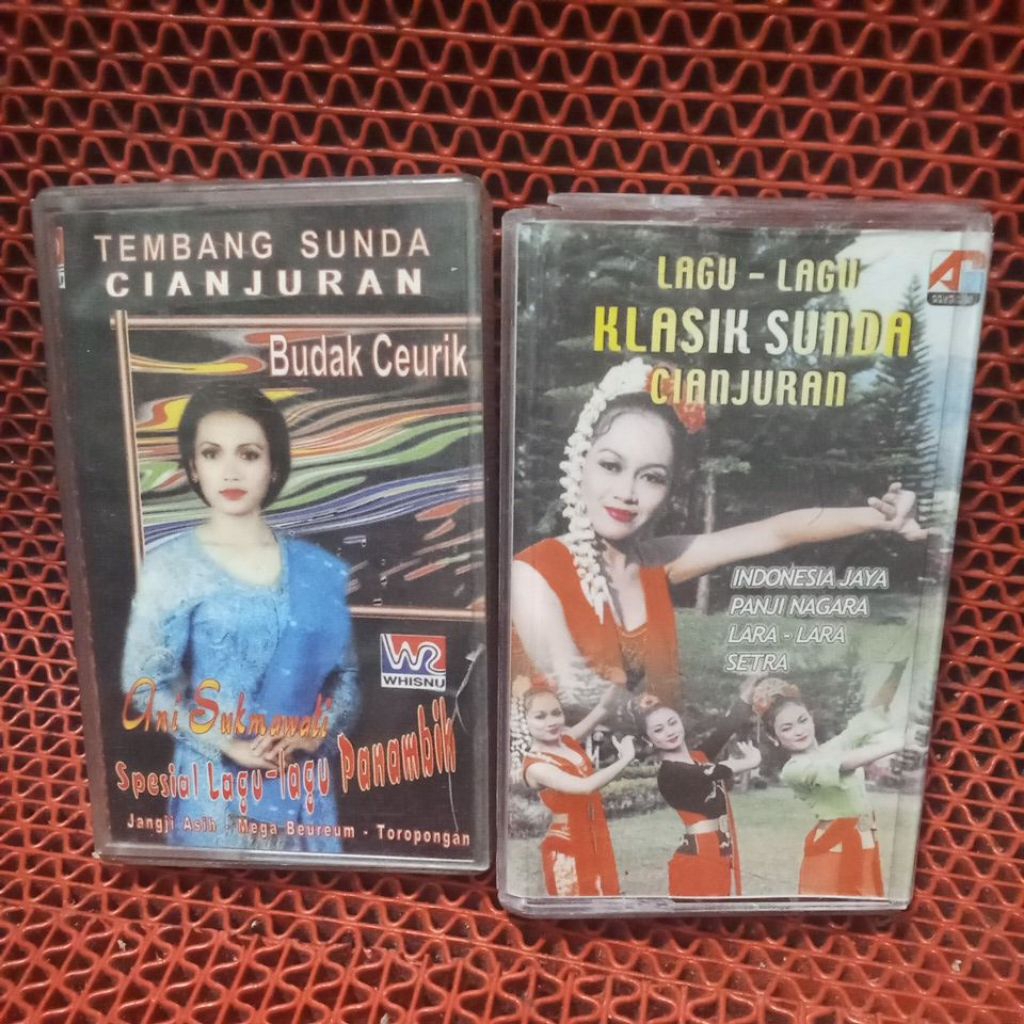 TEMBANG SUNDA
CIANJURAN
Budak Ceurik
WHISNU
Ani Sukmawati
Spesial Lagu-lagu Panambih
Jangji Asih - Mega Beureum - Toropongan
LAGU - LAGU
KLASIK SUNDA
CIANJURAN
INDONESIA JAYA
PANJI NAGARA
LARA - LARA
SETRA